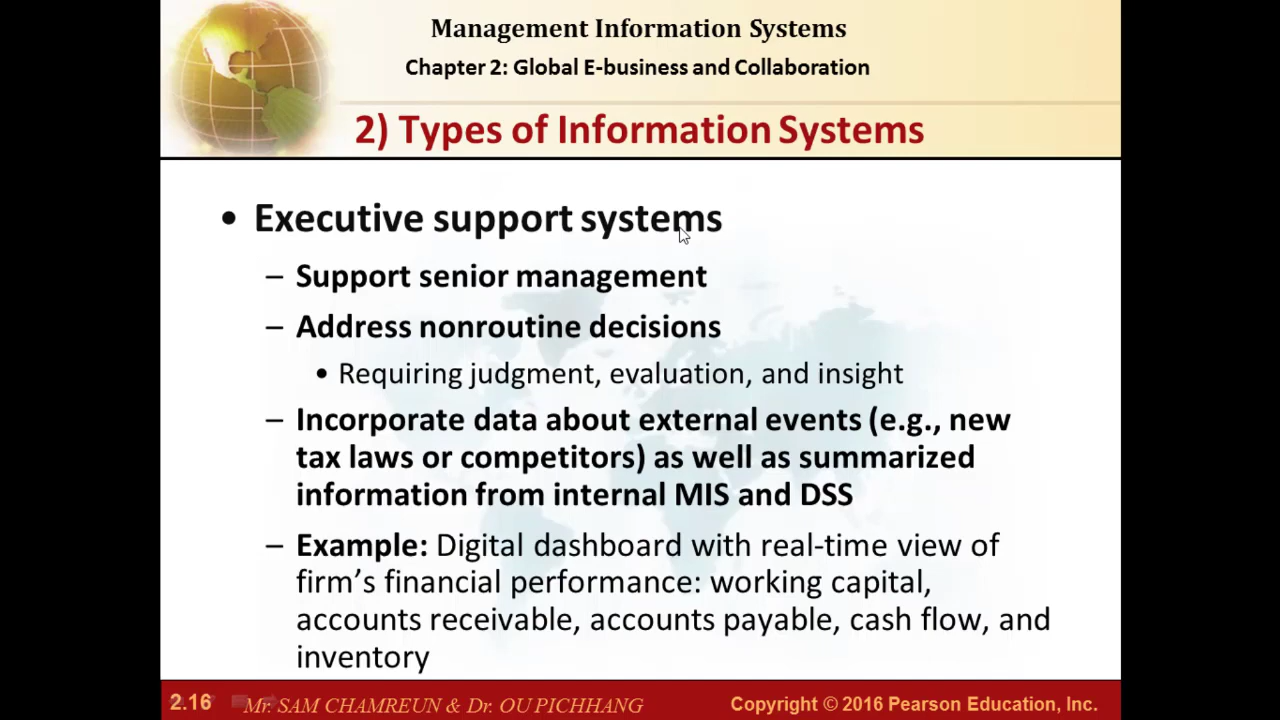 Management Information Systems
Chapter 2: Global E-business and Collaboration
2) Types of Information Systems
• Executive support systems
– Support senior management
– Address nonroutine decisions
• Requiring judgment, evaluation, and insight
– Incorporate data about external events (e.g., new
tax laws or competitors) as well as summarized
information from internal MIS and DSS
– Example: Digital dashboard with real-time view of
firm's financial performance: working capital,
accounts receivable, accounts payable, cash flow, and
inventory
2.16 Mr. SAM CHAMREUN & Dr. OU PICHHANG Copyright © 2016 Pearson Education, Inc.